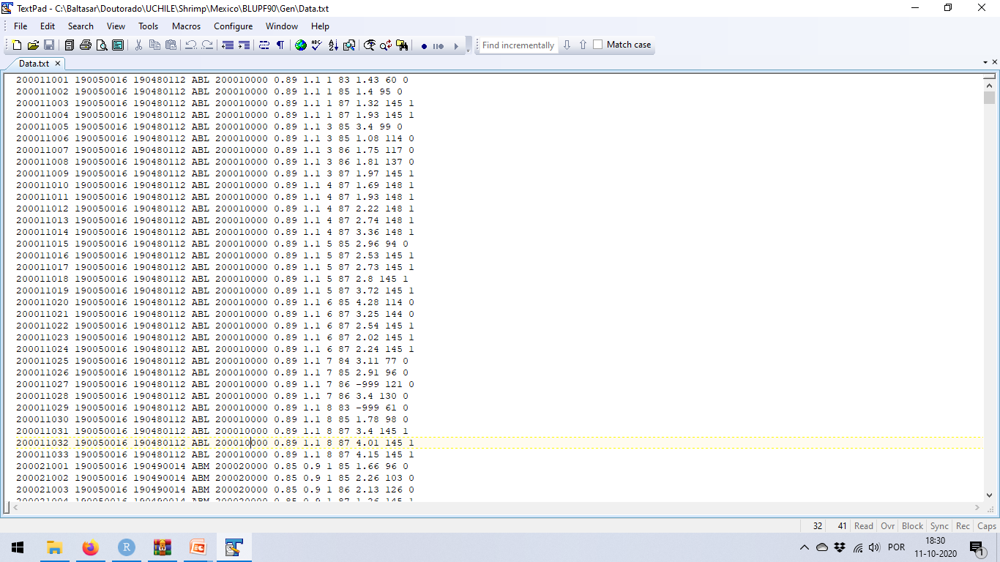 TextPad - C:\Baltasar\Doutorado\UCHILE\Shrimp\Mexico\BLUPF90\Gen\Data.txt
File Edit Search View Tools Macros Configure Window Help
Find incrementally Match case
Data.txt
200011001 190050016 190480112 ABL 200010000 0.89 1.1 1 83 1.43 60 0
200011002 190050016 190480112 ABL 200010000 0.89 1.1 1 85 1.4 95 0
200011003 190050016 190480112 ABL 200010000 0.89 1.1 1 87 1.32 145 1
200011004 190050016 190480112 ABL 200010000 0.89 1.1 1 87 1.93 145 1
200011005 190050016 190480112 ABL 200010000 0.89 1.1 3 85 3.4 99 0
200011006 190050016 190480112 ABL 200010000 0.89 1.1 3 85 1.08 114 0
200011007 190050016 190480112 ABL 200010000 0.89 1.1 3 86 1.75 117 0
200011008 190050016 190480112 ABL 200010000 0.89 1.1 3 86 1.81 137 0
200011009 190050016 190480112 ABL 200010000 0.89 1.1 3 87 1.97 145 1
200011010 190050016 190480112 ABL 200010000 0.89 1.1 4 87 1.69 148 1
200011011 190050016 190480112 ABL 200010000 0.89 1.1 4 87 1.93 148 1
200011012 190050016 190480112 ABL 200010000 0.89 1.1 4 87 2.22 148 1
200011013 190050016 190480112 ABL 200010000 0.89 1.1 4 87 2.74 148 1
200011014 190050016 190480112 ABL 200010000 0.89 1.1 4 87 3.36 148 1
200011015 190050016 190480112 ABL 200010000 0.89 1.1 5 85 2.96 94 0
200011016 190050016 190480112 ABL 200010000 0.89 1.1 5 87 2.53 145 1
200011017 190050016 190480112 ABL 200010000 0.89 1.1 5 87 2.73 145 1
200011018 190050016 190480112 ABL 200010000 0.89 1.1 5 87 2.8 145 1
200011019 190050016 190480112 ABL 200010000 0.89 1.1 5 87 3.72 145 1
200011020 190050016 190480112 ABL 200010000 0.89 1.1 6 85 4.28 114 0
200011021 190050016 190480112 ABL 200010000 0.89 1.1 6 87 3.25 144 0
200011022 190050016 190480112 ABL 200010000 0.89 1.1 6 87 2.54 145 1
200011023 190050016 190480112 ABL 200010000 0.89 1.1 6 87 2.02 145 1
200011024 190050016 190480112 ABL 200010000 0.89 1.1 6 87 2.24 145 1
200011025 190050016 190480112 ABL 200010000 0.89 1.1 7 84 3.11 77 0
200011026 190050016 190480112 ABL 200010000 0.89 1.1 7 85 2.91 96 0
200011027 190050016 190480112 ABL 200010000 0.89 1.1 7 86 -999 121 0
200011028 190050016 190480112 ABL 200010000 0.89 1.1 7 86 3.4 130 0
200011029 190050016 190480112 ABL 200010000 0.89 1.1 8 83 -999 61 0
200011030 190050016 190480112 ABL 200010000 0.89 1.1 8 85 1.78 98 0
200011031 190050016 190480112 ABL 200010000 0.89 1.1 8 87 3.4 145 1
200011032 190050016 190480112 ABL 200010000 0.89 1.1 8 87 4.01 145 1
200011033 190050016 190480112 ABL 200010000 0.89 1.1 8 87 4.15 145 1
200021001 190050016 190490014 ABM 200020000 0.85 0.9 1 85 1.66 96 0
200021002 190050016 190490014 ABM 200020000 0.85 0.9 1 85 2.26 103 0
200021003 190050016 190490014 ABM 200020000 0.85 0.9 1 86 2.13 126 0
200021004 190050016 190490014 ABM 200020000 0.85 0.9 1 87 1.26 145 1
32 41 Read Ovr Block Sync Rec Caps
POR 18:30
11-10-2020
1